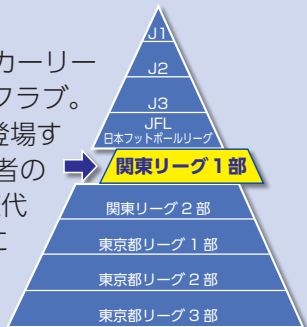 カーリー
クラブ。
登場す
者の
代
に
J1
J2
J3
JFL
日本フットボールリーグ
関東リーグ1部
関東リーグ2部
東京都リーグ1部
東京都リーグ2部
東京都リーグ3部